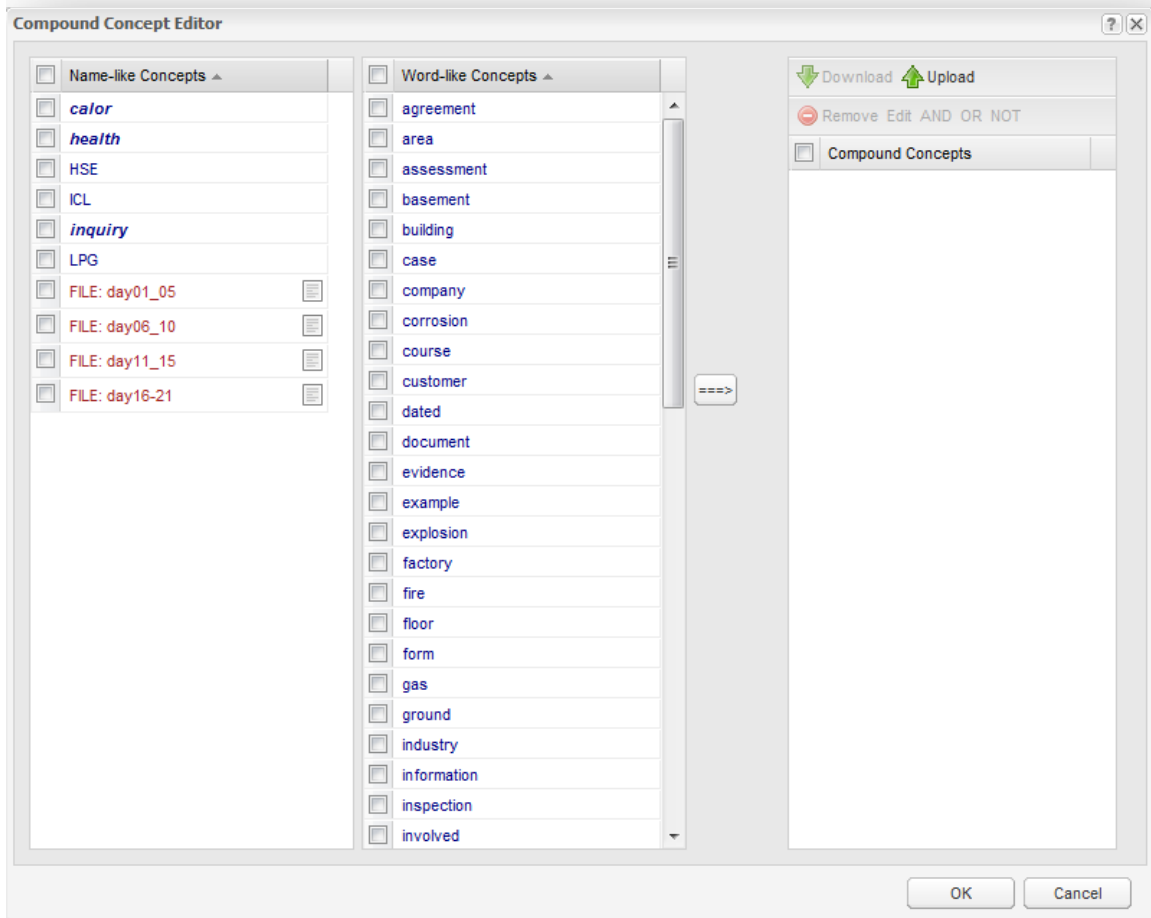 Compound Concept Editor
?
Name-like Concepts
calor
health
HSE
ICL
inquiry
LPG
FILE: day01_05
FILE: day06_10
FILE: day11_15
FILE: day16-21
Word-like Concepts
agreement
area
assessment
basement
building
case
company
corrosion
course
customer
dated
document
evidence
example
explosion
factory
fire
floor
form
gas
ground
industry
information
inspection
involved
===>
Download Upload
Remove Edit AND OR NOT
Compound Concepts
OK Cancel